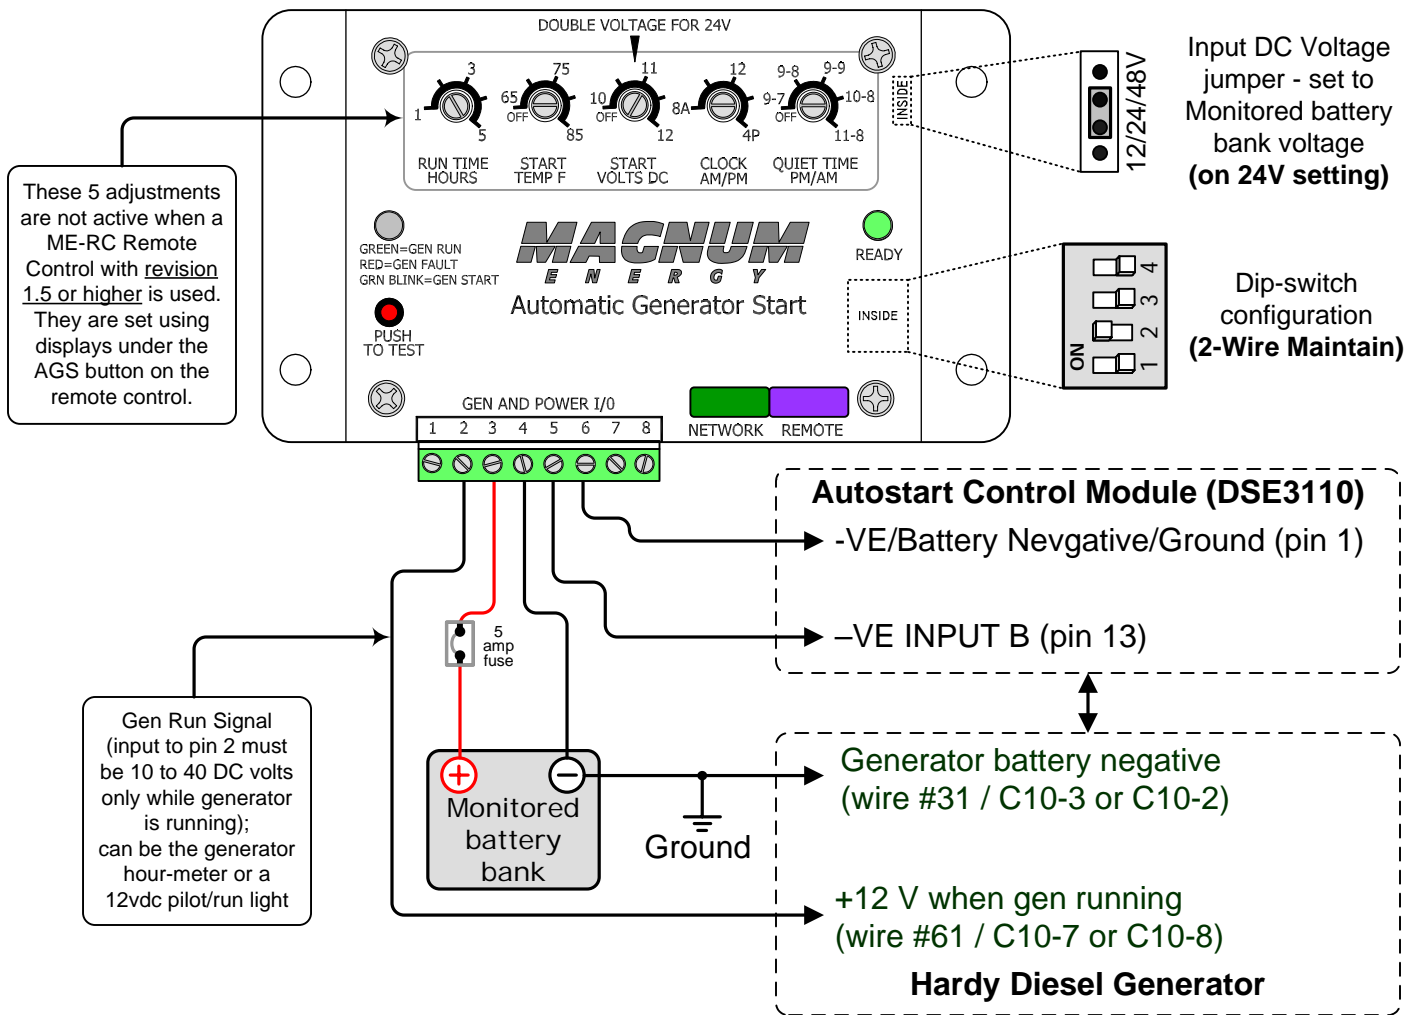 DOUBLE VOLTAGE FOR 24V
1
3
5
RUN TIME
HOURS
OFF
65
75
85
START
TEMP F
OFF
10
11
12
START
VOLTS DC
8A
12
4P
CLOCK
AM/PM
OFF
9-7
9-8
9-9
10-8
11-8
QUIET TIME
PM/AM
INSIDE
12/24/48V
Input DC Voltage
jumper - set to
Monitored battery
bank voltage
(on 24V setting)
These 5 adjustments
are not active when a
ME-RC Remote
Control with revision
1.5 or higher is used.
They are set using
displays under the
AGS button on the
remote control.
GREEN=GEN RUN
RED=GEN FAULT
GRN BLINK=GEN START
PUSH
TO TEST
MAGNUM
ENERGY
Automatic Generator Start
READY
INSIDE
ON
4
3
2
1
Dip-switch
configuration
(2-Wire Maintain)
GEN AND POWER I/0
1 2 3 4 5 6 7 8
NETWORK
REMOTE
Autostart Control Module (DSE3110)
-VE/Battery Nevgative/Ground (pin 1)
–VE INPUT B (pin 13)
5
amp
fuse
Gen Run Signal
(input to pin 2 must
be 10 to 40 DC volts
only while generator
is running);
can be the generator
hour-meter or a
12vdc pilot/run light
+
−
Monitored
battery
bank
Ground
Generator battery negative
(wire #31 / C10-3 or C10-2)
+12 V when gen running
(wire #61 / C10-7 or C10-8)
Hardy Diesel Generator